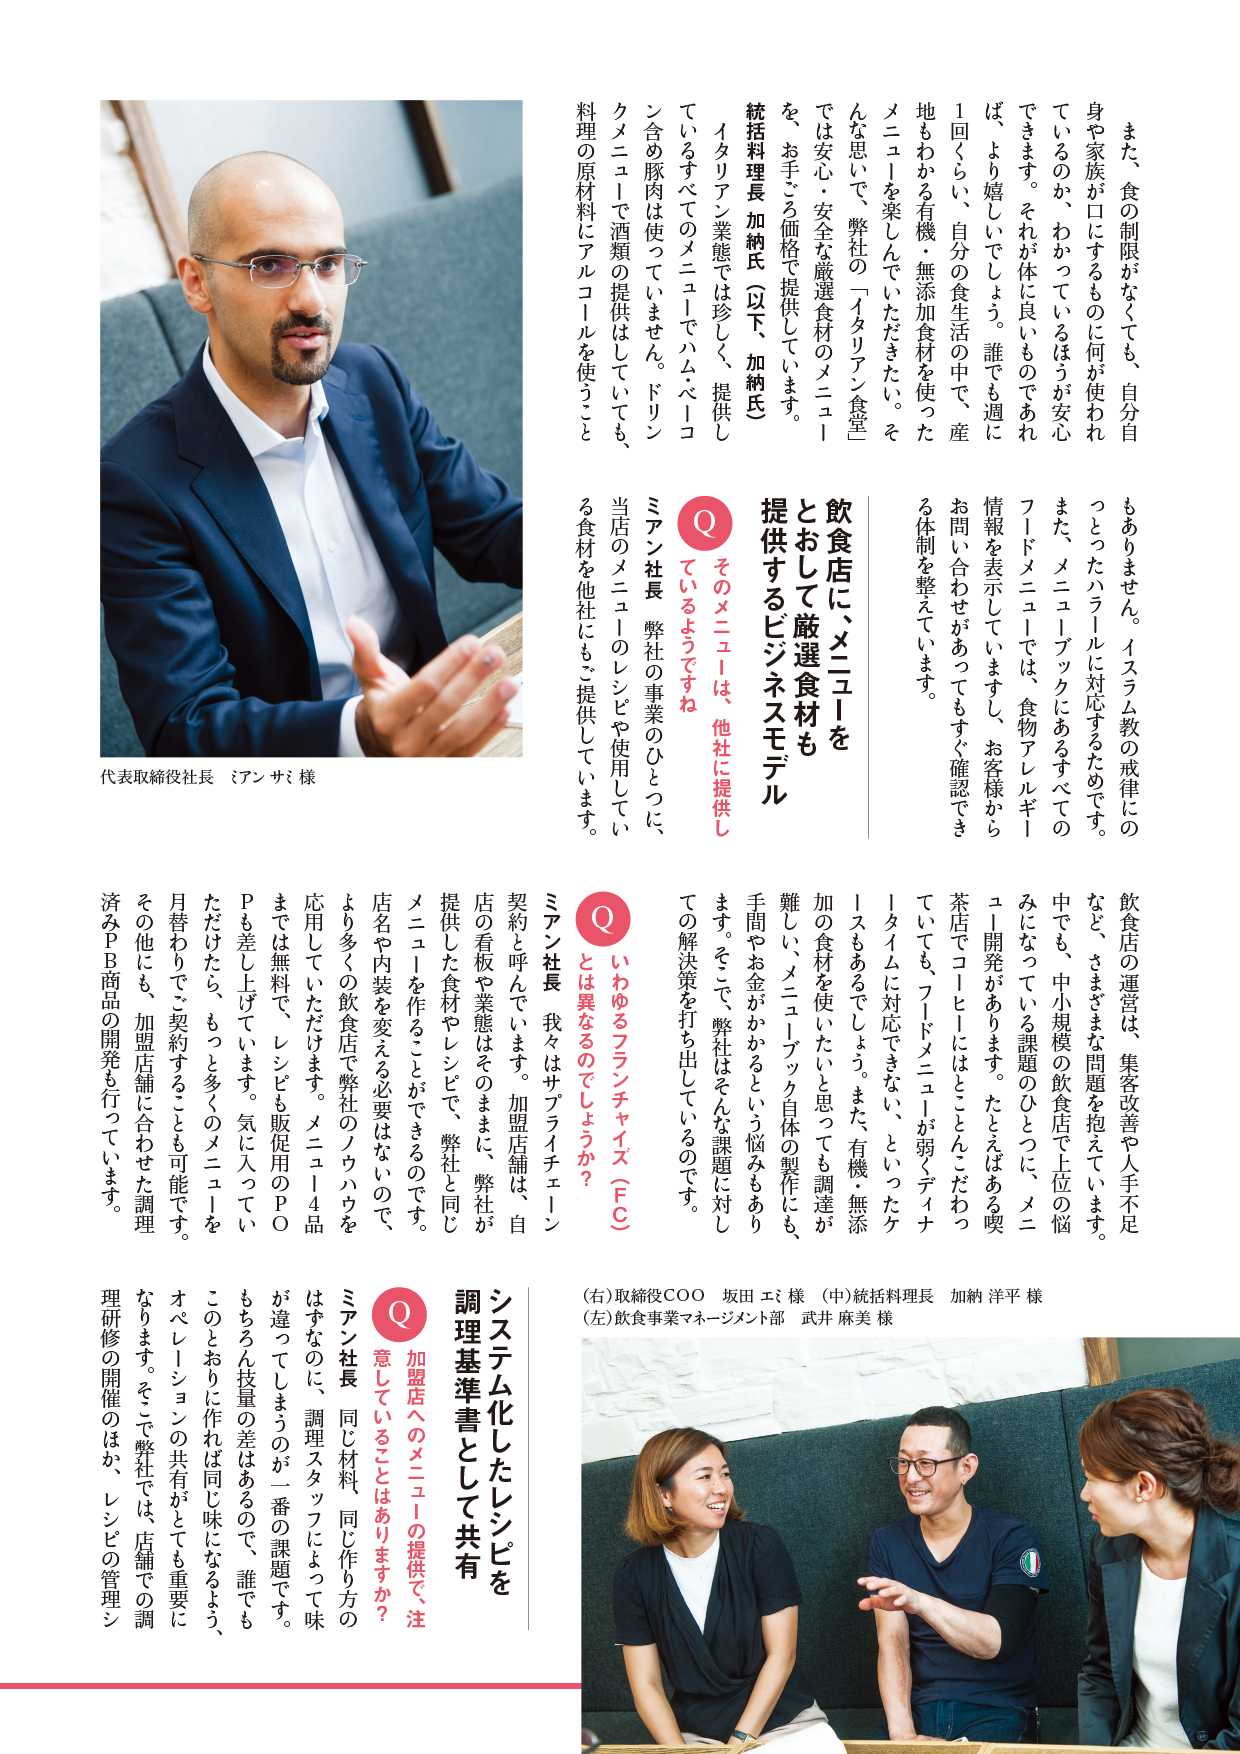 また、食の制限がなくても、自分自
身や家族が口にするものに何が使われ
ているのか、わかっているほうが安心
できます。それが体に良いものであれ
ば、より嬉しいでしょう。誰でも週に
1回くらい、自分の食生活の中で、産
地もわかる有機・無添加食材を使った
メニューを楽しんでいただきたい。そ
んな思いで、弊社の「イタリアン食堂」
では安心・安全な厳選食材のメニュー
を、お手ごろ価格で提供しています。
統括料理長 加納氏（以下、加納氏）
イタリアン業態では珍しく、提供し
ているすべてのメニューでハム・ベーコ
ン含め豚肉は使っていません。ドリン
クメニューで酒類の提供はしていても、
料理の原材料にアルコールを使うこと
もありません。イスラム教の戒律にの
っとったハラールに対応するためです。
また、メニューブックにあるすべての
フードメニューでは、食物アレルギー
情報を表示していますし、お客様から
お問い合わせがあってもすぐ確認でき
る体制を整えています。
飲食店に、メニューを
とおして厳選食材も
提供するビジネスモデル
Q そのメニューは、他社に提供し
ているようですね
ミアン社長 弊社の事業のひとつに、
当店のメニューのレシピや使用してい
る食材を他社にもご提供しています。
代表取締役社長 ミアン サミ 様
飲食店の運営は、集客改善や人手不足
など、さまざまな問題を抱えています。
中でも、中小規模の飲食店で上位の悩
みになっている課題のひとつに、メニ
ュー開発があります。たとえばある喫
茶店でコーヒーにはとことんこだわっ
ていても、フードメニューが弱くディナ
ータイムに対応できない、といったケ
ースもあるでしょう。また、有機・無添
加の食材を使いたいと思っても調達が
難しい、メニューブック自体の製作にも、
手間やお金がかかるという悩みもあり
ます。そこで、弊社はそんな課題に対し
ての解決策を打ち出しているのです。
Q いわゆるフランチャイズ（FC）
とは異なるのでしょうか？
ミアン社長 我々はサプライチェーン
契約と呼んでいます。加盟店舗は、自
店の看板や業態はそのままに、弊社が
提供した食材やレシピで、弊社と同じ
メニューを作ることができるのです。
店名や内装を変える必要はないので、
より多くの飲食店で弊社のノウハウを
応用していただけます。メニュー4品
までは無料で、レシピも販促用のPO
Pも差し上げています。気に入ってい
ただけたら、もっと多くのメニューを
月替わりでご契約することも可能です。
その他にも、加盟店舗に合わせた調理
済みPB商品の開発も行っています。
（右）取締役COO 坂田 エミ 様 （中）統括料理長 加納 洋平 様
（左）飲食事業マネージメント部 武井 麻美 様
システム化したレシピを
調理基準書として共有
Q 加盟店へのメニューの提供で、注
意していることはありますか？
ミアン社長 同じ材料、同じ作り方の
はずなのに、調理スタッフによって味
が違ってしまうのが一番の課題です。
もちろん技量の差はあるので、誰でも
このとおりに作れば同じ味になるよう、
オペレーションの共有がとても重要に
なります。そこで弊社では、店舗での調
理研修の開催のほか、レシピの管理シ